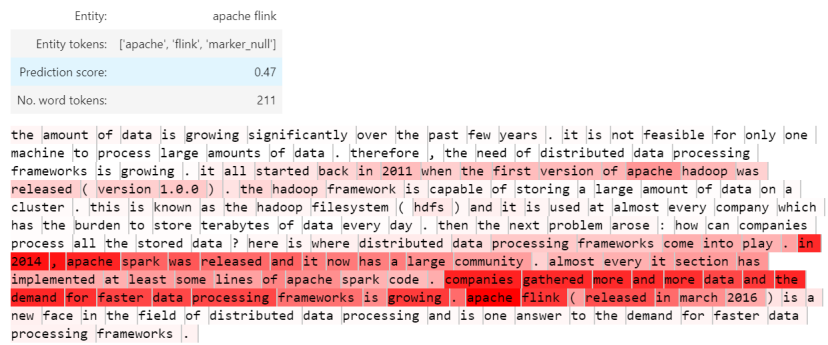 Entity: apache flink
Entity tokens: ['apache', 'flink', 'marker_null']
Prediction score: 0.47
No. word tokens: 211
the amount of data is growing significantly over the past few years . it is not feasible for only one
machine to process large amounts of data . therefore , the need of distributed data processing
frameworks is growing . it all started back in 2011 when the first version of apache hadoop was
released ( version 1.0.0 ) . the hadoop framework is capable of storing a large amount of data on a
cluster . this is known as the hadoop filesystem ( hdfs ) and it is used at almost every company which
has the burden to store terabytes of data every day . then the next problem arose : how can companies
process all the stored data ? here is where distributed data processing frameworks come into play . in
2014 , apache spark was released and it now has a large community . almost every it section has
implemented at least some lines of apache spark code . companies gathered more and more data and the
demand for faster data processing frameworks is growing . apache flink ( released in march 2016 ) is a
new face in the field of distributed data processing and is one answer to the demand for faster data
processing frameworks .